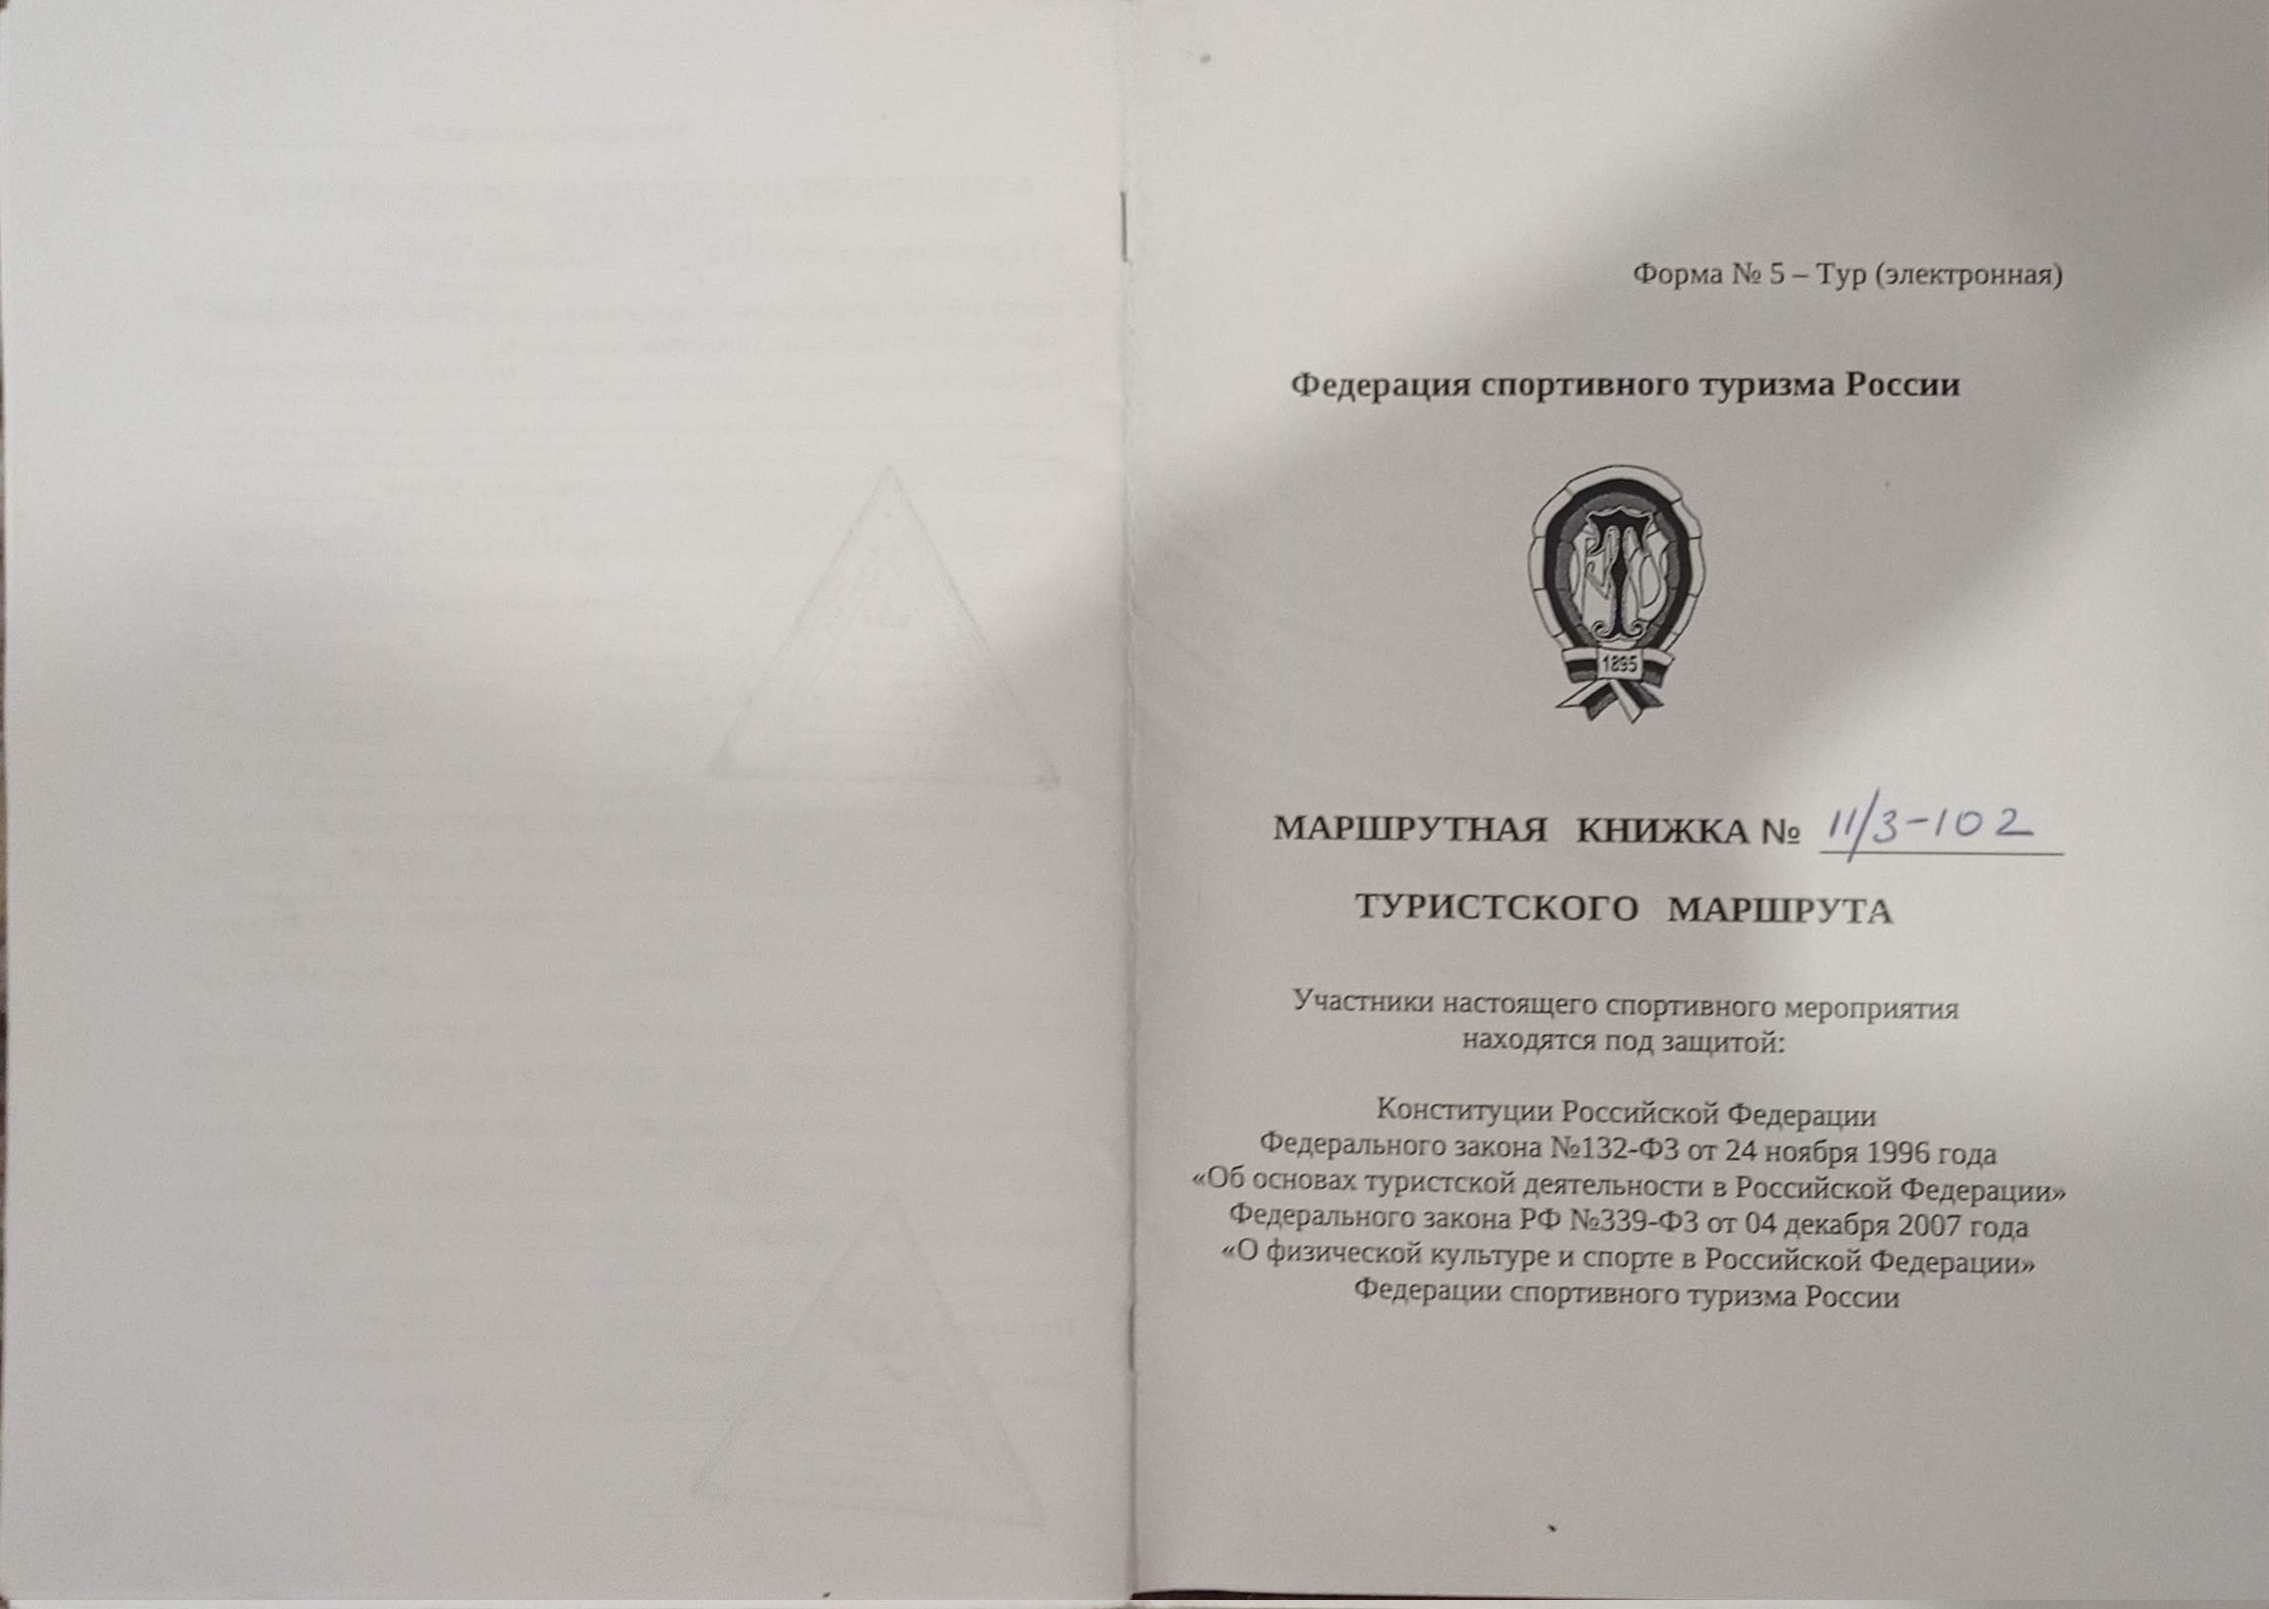 Форма № 5 – Тур (электронная)
Федерация спортивного туризма России
1895
МАРШРУТНАЯ КНИЖКА № 11/3-102
ТУРИСТСКОГО МАРШРУТА
Участники настоящего спортивного мероприятия
находятся под защитой:
Конституции Российской Федерации
Федерального закона №132-ФЗ от 24 ноября 1996 года
«Об основах туристской деятельности в Российской Федерации»
Федерального закона РФ №339-ФЗ от 04 декабря 2007 года
«О физической культуре и спорте в Российской Федерации»
Федерации спортивного туризма России